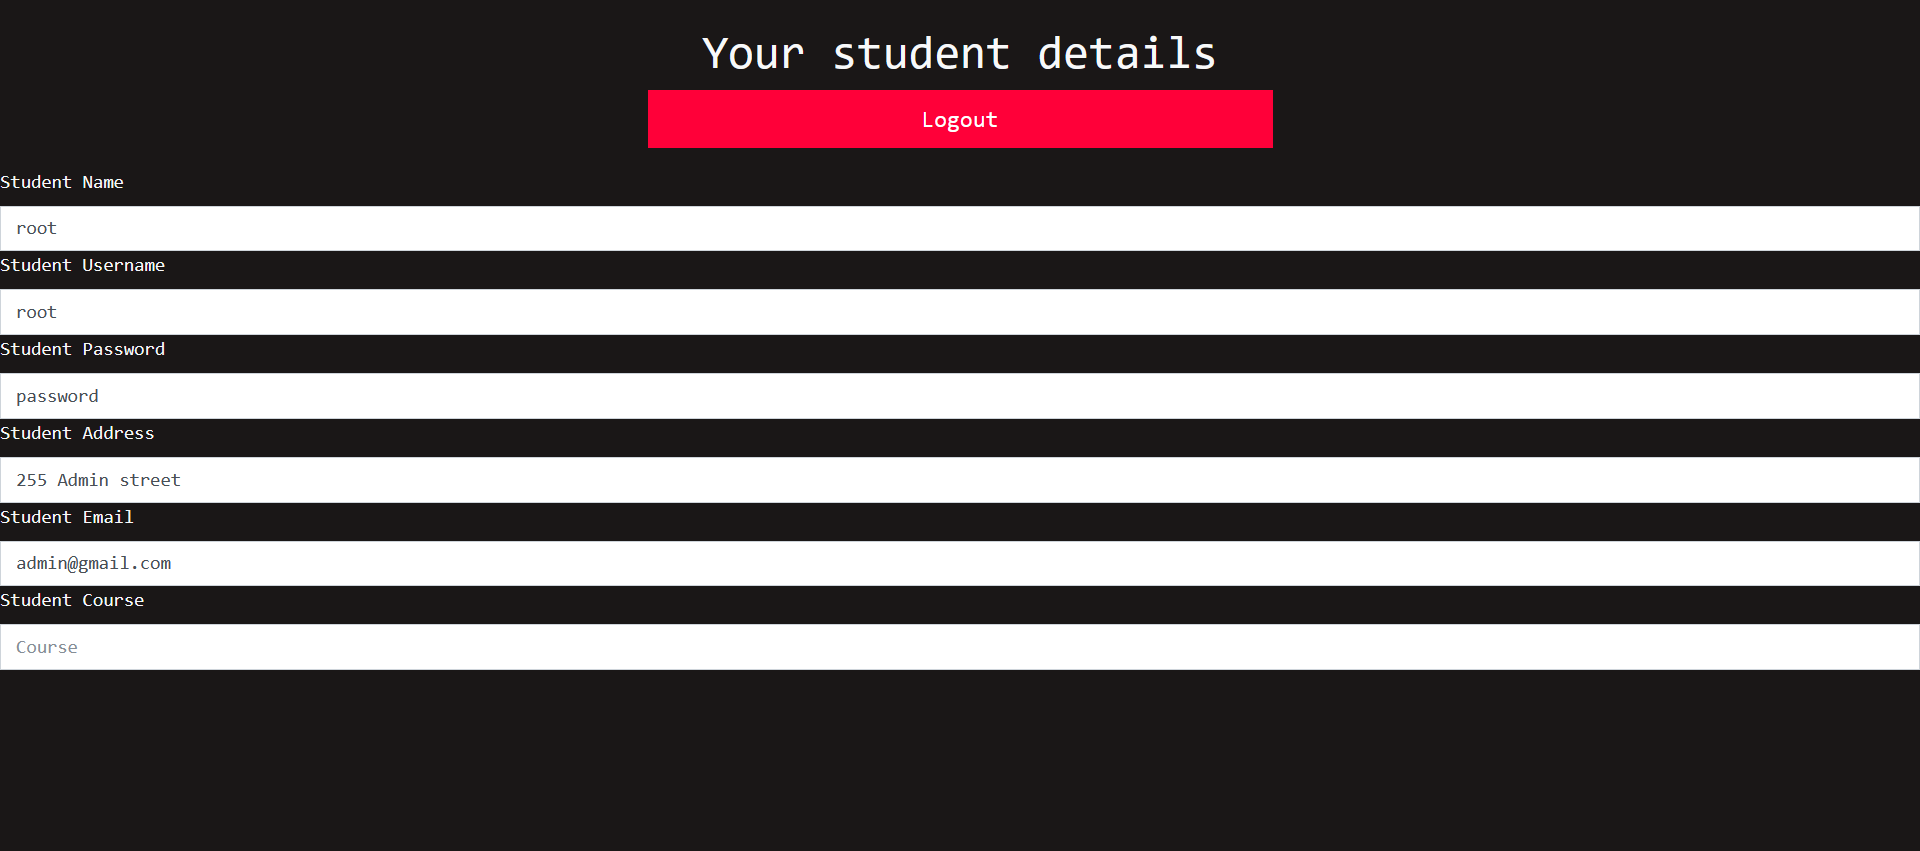 Your student details
Logout
Student Name
root
Student Username
root
Student Password
password
Student Address
255 Admin street
Student Email
admin@gmail.com
Student Course
Course